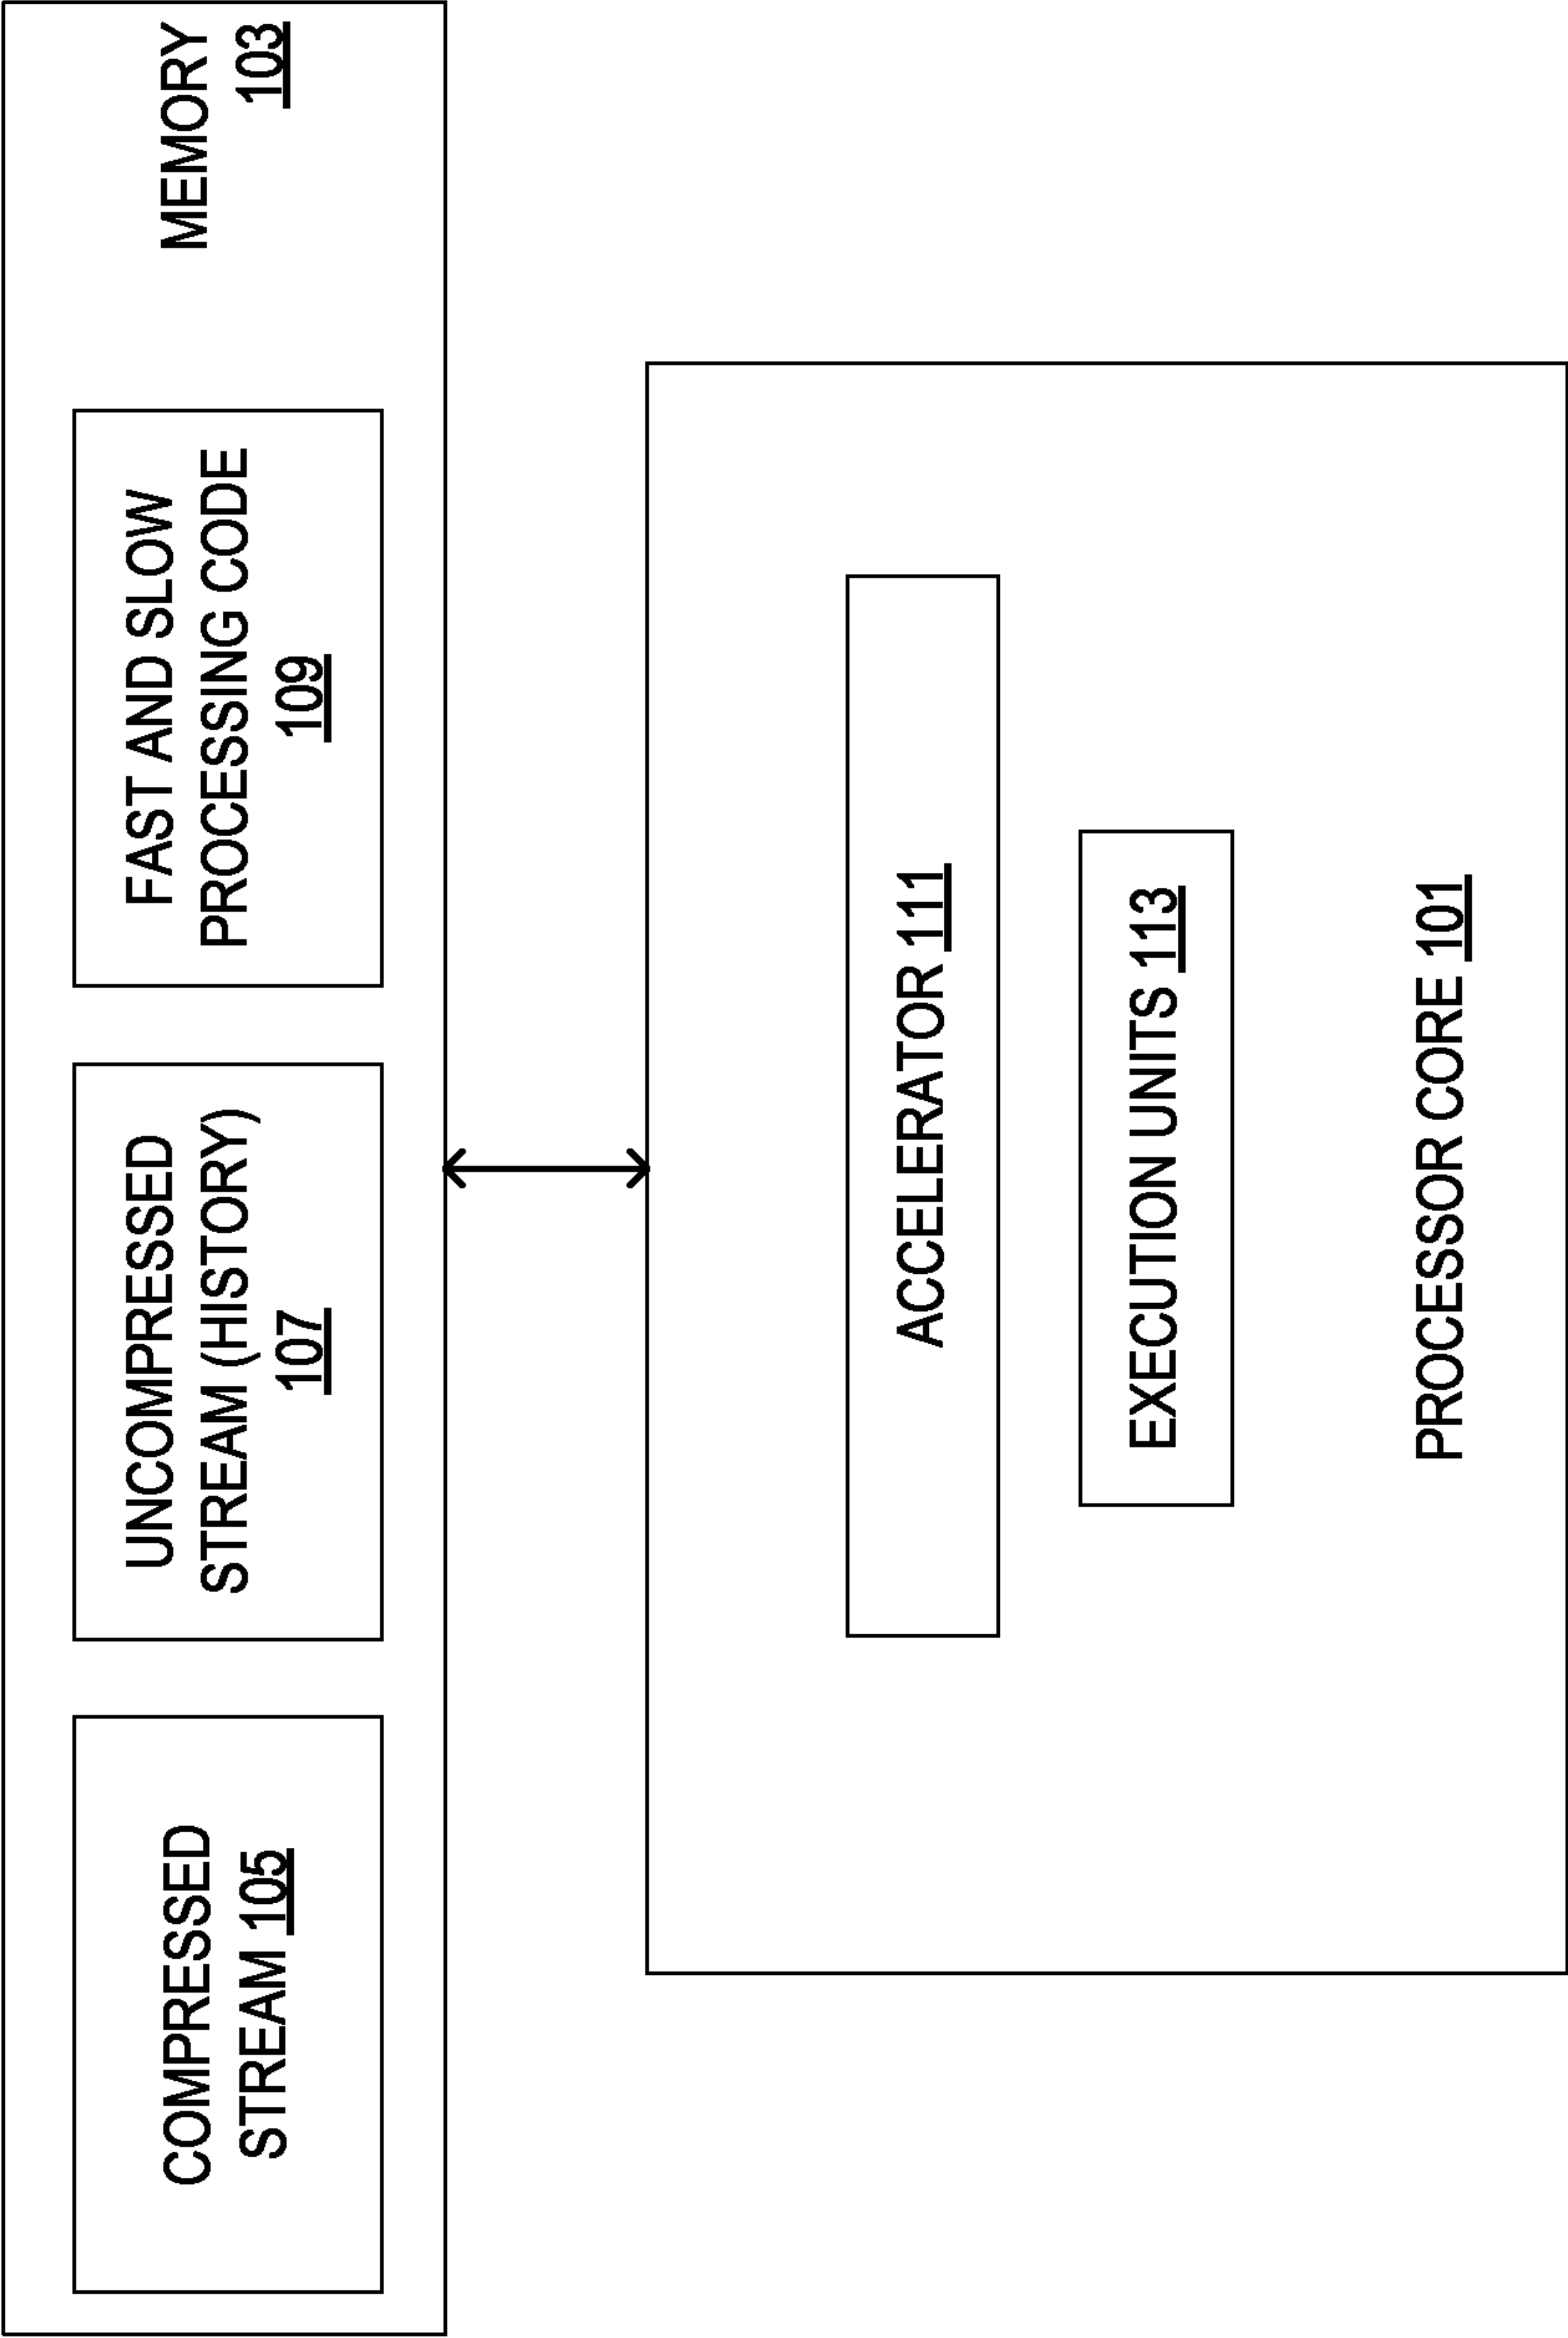 COMPRESSED
STREAM 105
UNCOMPRESSED
STREAM (HISTORY)
107
FAST AND SLOW
PROCESSING CODE
109
MEMORY
103
ACCELERATOR 111
EXECUTION UNITS 113
PROCESSOR CORE 101